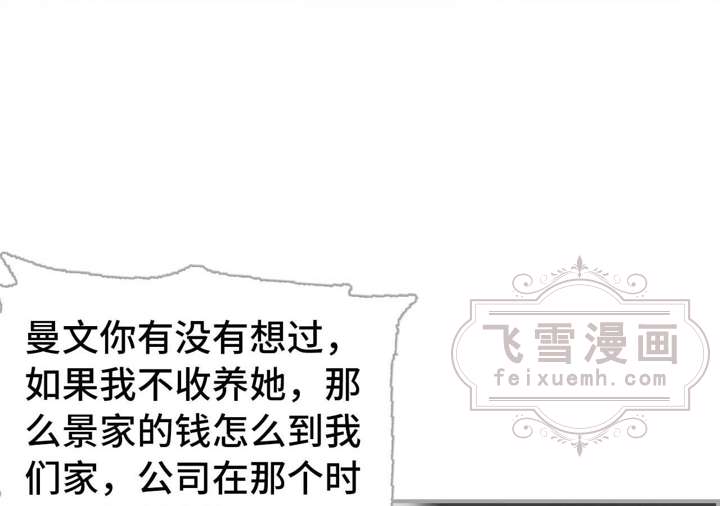 曼文你有没有想过，
如果我不收养她，那
么景家的钱怎么到我
们家，公司在那个时
飞雪漫画
feixuemh.com